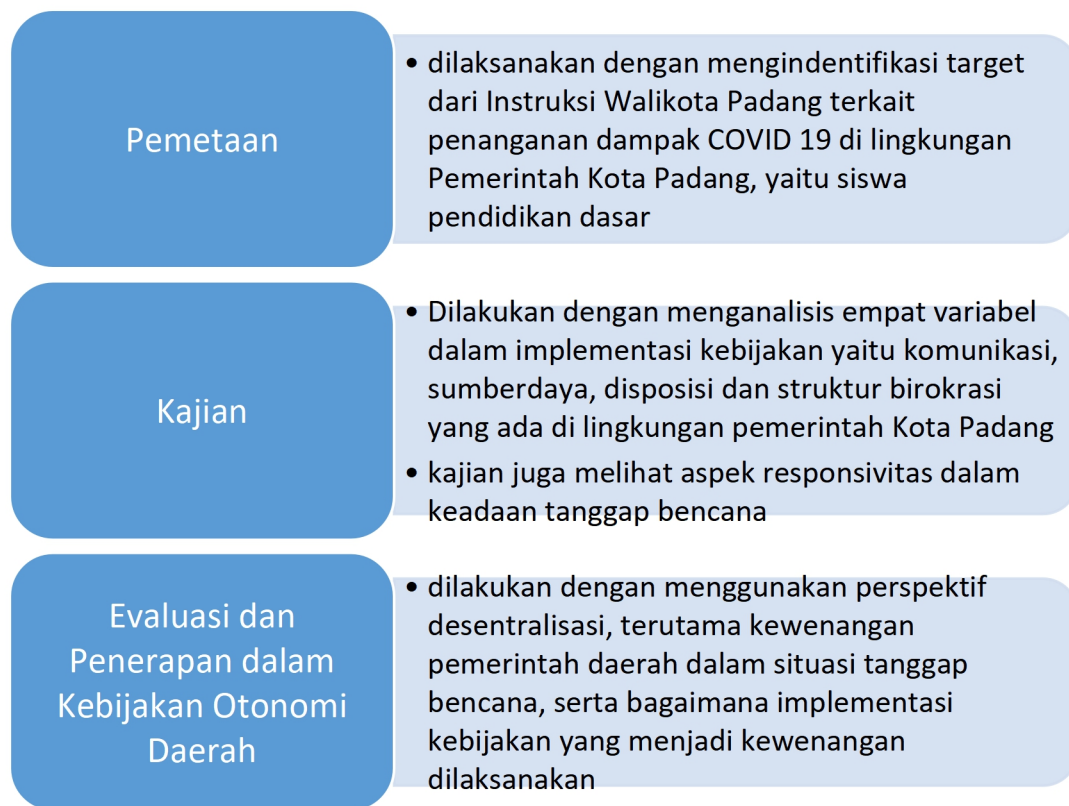 Pemetaan
• dilaksanakan dengan mengindentifikasi target
dari Instruksi Walikota Padang terkait
penanganan dampak COVID 19 di lingkungan
Pemerintah Kota Padang, yaitu siswa
pendidikan dasar
Kajian
• Dilakukan dengan menganalisis empat variabel
dalam implementasi kebijakan yaitu komunikasi,
sumberdaya, disposisi dan struktur birokrasi
yang ada di lingkungan pemerintah Kota Padang
• kajian juga melihat aspek responsivitas dalam
keadaan tanggap bencana
Evaluasi dan
Penerapan dalam
Kebijakan Otonomi
Daerah
• dilakukan dengan menggunakan perspektif
desentralisasi, terutama kewenangan
pemerintah daerah dalam situasi tanggap
bencana, serta bagaimana implementasi
kebijakan yang menjadi kewenangan
dilaksanakan